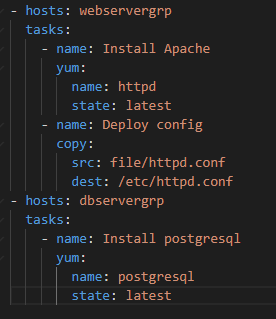 - hosts: webservergrp
  tasks:
    - name: Install Apache
      yum:
        name: httpd
        state: latest
    - name: Deploy config
      copy:
        src: file/httpd.conf
        dest: /etc/httpd.conf
- hosts: dbservergrp
  tasks:
    - name: Install postgresql
      yum:
        name: postgresql
        state: latest